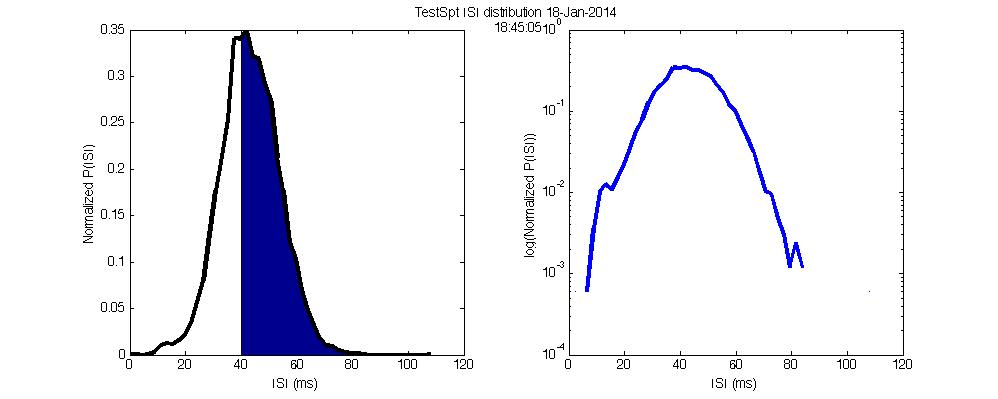 TestSpt ISI distribution 18-Jan-2014
18:45:05
0.35
0.3
0.25
0.2
0.15
0.1
0.05
0
Normalized P(ISI)
0 20 40 60 80 100 120
ISI (ms)
10^0
10^-1
10^-2
10^-3
10^-4
log(Normalized P(ISI))
0 20 40 60 80 100 120
ISI (ms)